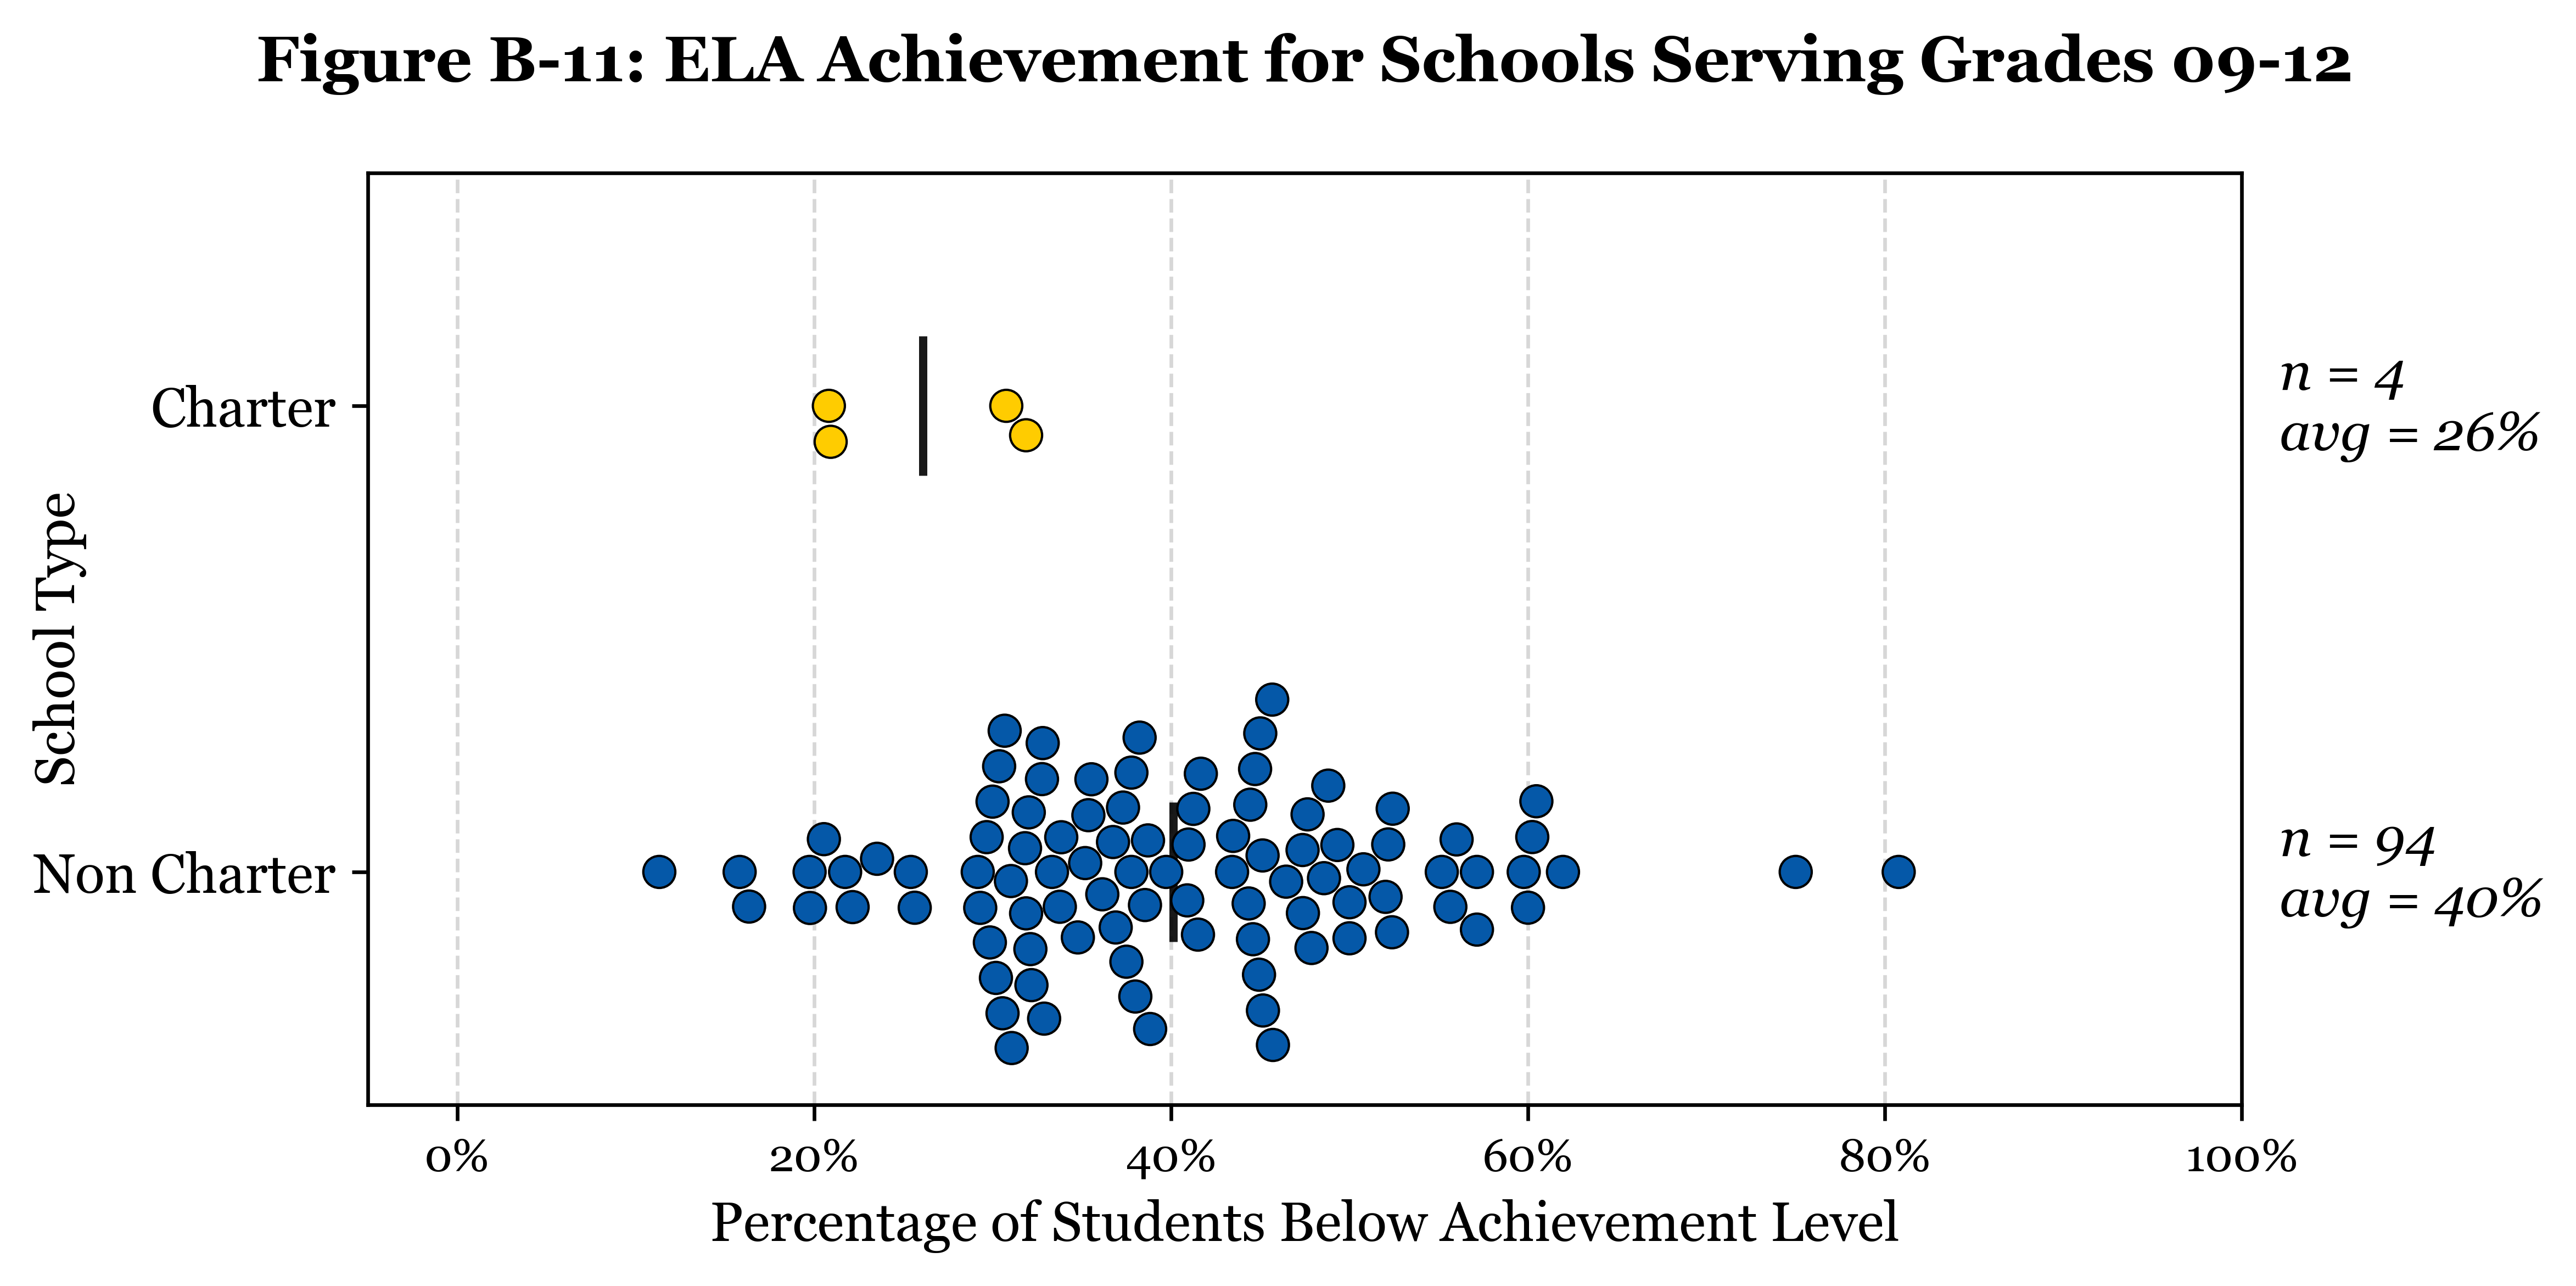 Figure B-11: ELA Achievement for Schools Serving Grades 09-12
Charter
n = 4
avg = 26%
School Type
Non Charter
n = 94
avg = 40%
0% 20% 40% 60% 80% 100%
Percentage of Students Below Achievement Level